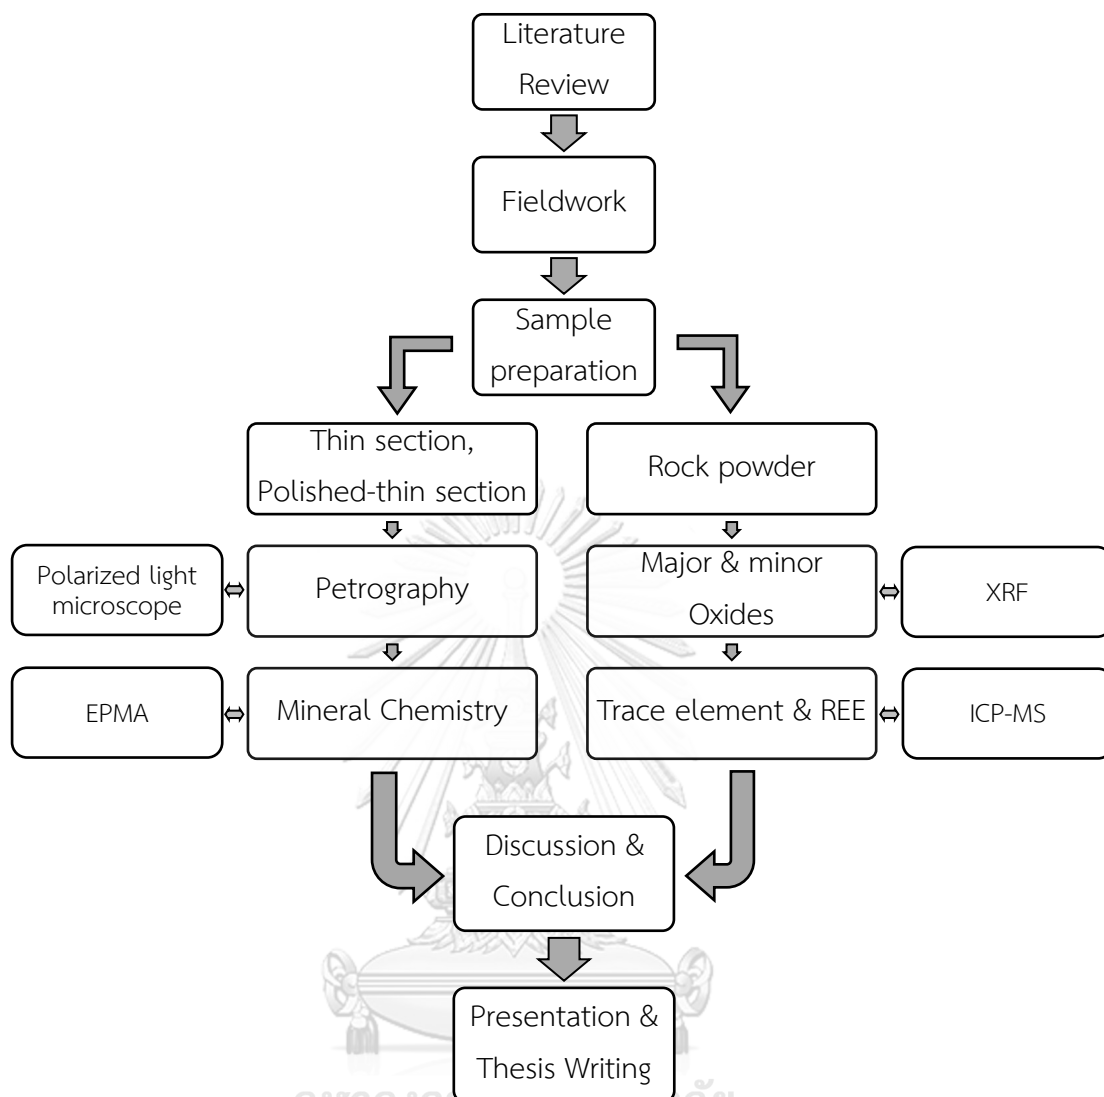 Literature
Review
Fieldwork
Sample
preparation
Thin section,
Polished-thin section
Rock powder
Polarized light
microscope
Petrography
Major & minor
Oxides
XRF
EPMA
Mineral Chemistry
Trace element & REE
ICP-MS
Discussion &
Conclusion
Presentation &
Thesis Writing